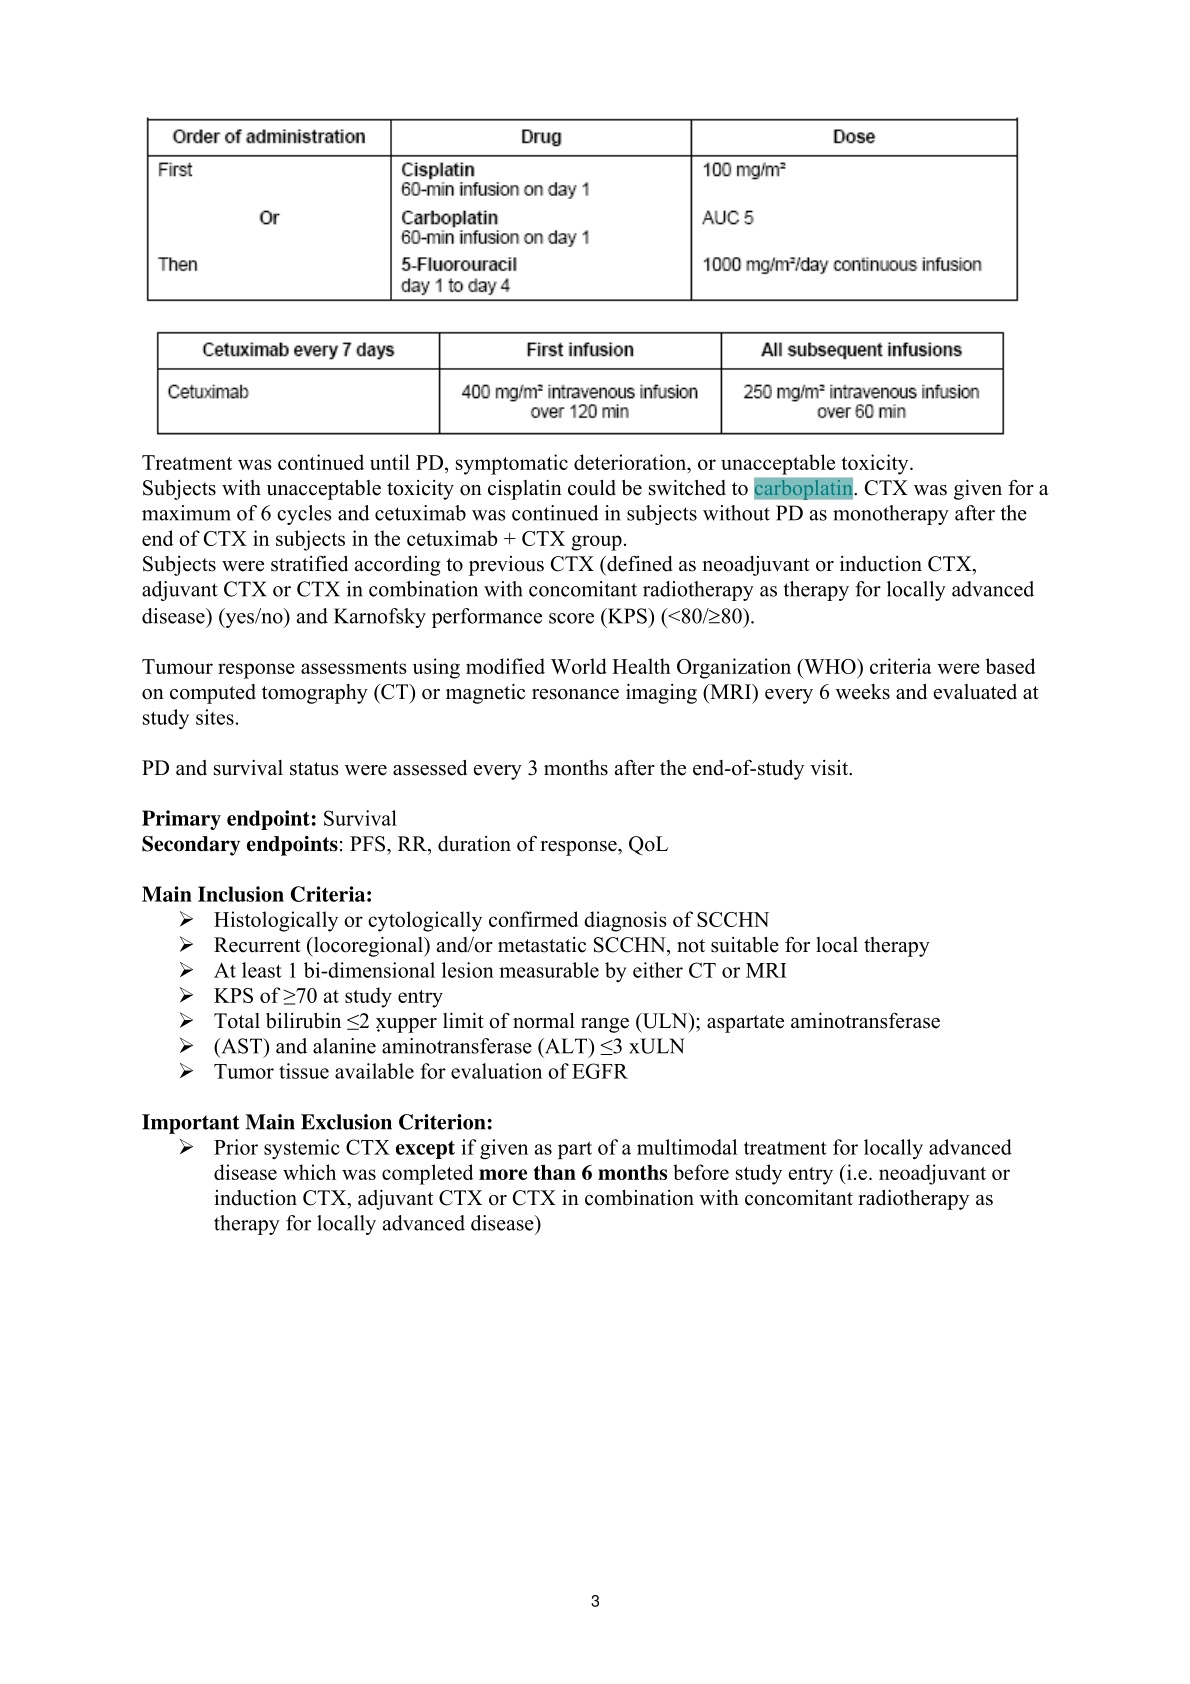 Order of administration Drug Dose
First Cisplatin 100 mg/m²
60-min infusion on day 1
Or Carboplatin AUC 5
60-min infusion on day 1
Then 5-Fluorouracil 1000 mg/m²/day continuous infusion
day 1 to day 4
Cetuximab every 7 days First infusion All subsequent infusions
Cetuximab 400 mg/m² intravenous infusion 250 mg/m² intravenous infusion
over 120 min over 60 min
Treatment was continued until PD, symptomatic deterioration, or unacceptable toxicity.
Subjects with unacceptable toxicity on cisplatin could be switched to carboplatin. CTX was given for a
maximum of 6 cycles and cetuximab was continued in subjects without PD as monotherapy after the
end of CTX in subjects in the cetuximab + CTX group.
Subjects were stratified according to previous CTX (defined as neoadjuvant or induction CTX,
adjuvant CTX or CTX in combination with concomitant radiotherapy as therapy for locally advanced
disease) (yes/no) and Karnofsky performance score (KPS) (<80/≥80).
Tumour response assessments using modified World Health Organization (WHO) criteria were based
on computed tomography (CT) or magnetic resonance imaging (MRI) every 6 weeks and evaluated at
study sites.
PD and survival status were assessed every 3 months after the end-of-study visit.
Primary endpoint: Survival
Secondary endpoints: PFS, RR, duration of response, QoL
Main Inclusion Criteria:
➢ Histologically or cytologically confirmed diagnosis of SCCHN
➢ Recurrent (locoregional) and/or metastatic SCCHN, not suitable for local therapy
➢ At least 1 bi-dimensional lesion measurable by either CT or MRI
➢ KPS of ≥70 at study entry
➢ Total bilirubin ≤2 xupper limit of normal range (ULN); aspartate aminotransferase
➢ (AST) and alanine aminotransferase (ALT) ≤3 xULN
➢ Tumor tissue available for evaluation of EGFR
Important Main Exclusion Criterion:
➢ Prior systemic CTX except if given as part of a multimodal treatment for locally advanced
disease which was completed more than 6 months before study entry (i.e. neoadjuvant or
induction CTX, adjuvant CTX or CTX in combination with concomitant radiotherapy as
therapy for locally advanced disease)
3